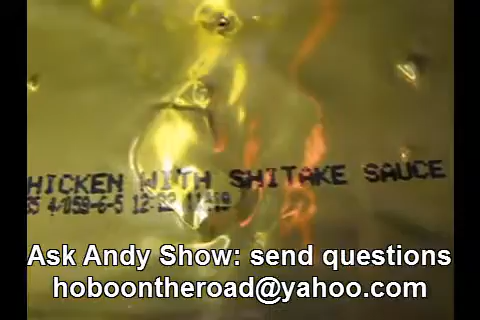 HICKEN WITH SHITAKE SAUCE
Ask Andy Show: send questions
hoboontheroad@yahoo.com